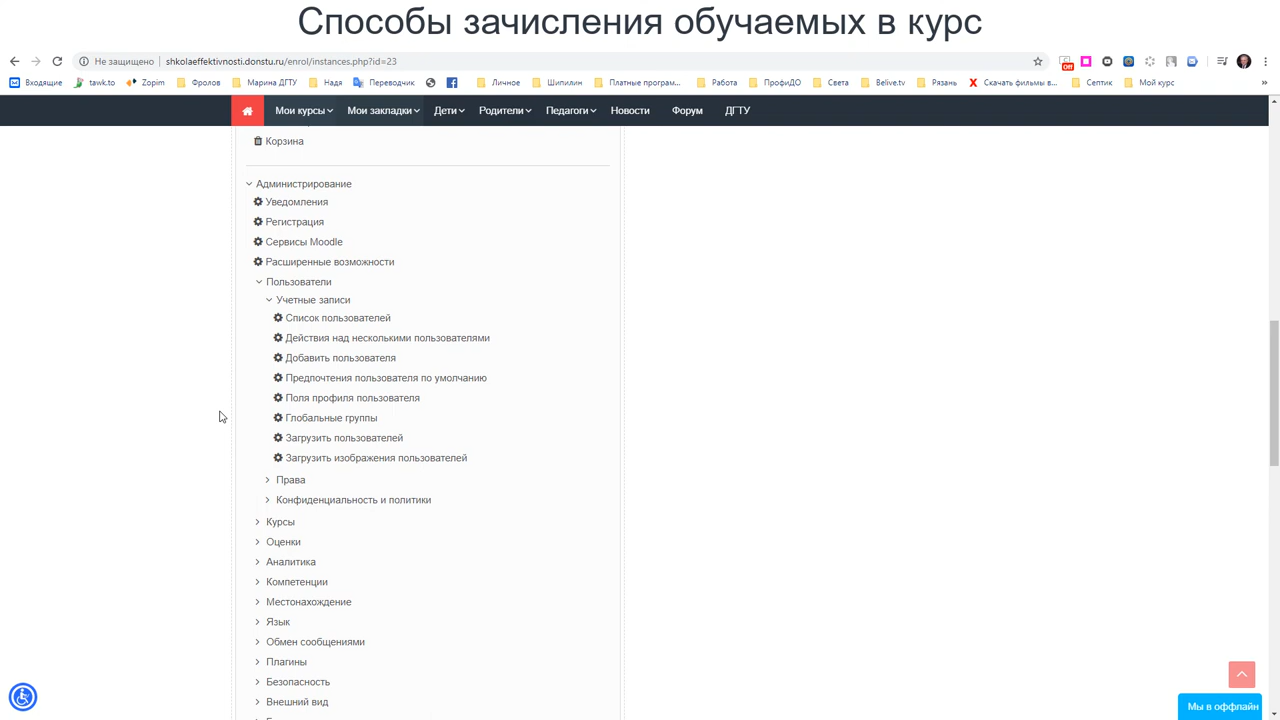 Способы зачисления обучаемых в курс
Не защищено | shkolaeffektivnosti.donstu.ru/enrol/instances.php?id=23
Off
Входящие tawk.to Zopim Фролов Марина ДГТУ Надя Переводчик Личное Шипилин Платные програм... Работа ПрофиДО Света Belive.tv Рязань Скачать фильмы в... Септик Мой курс »
Мои курсы Мои закладки Дети Родители Педагоги Новости Форум ДГТУ
Корзина
Администрирование
Уведомления
Регистрация
Сервисы Moodle
Расширенные возможности
Пользователи
Учетные записи
Список пользователей
Действия над несколькими пользователями
Добавить пользователя
Предпочтения пользователя по умолчанию
Поля профиля пользователя
Глобальные группы
Загрузить пользователей
Загрузить изображения пользователей
Права
Конфиденциальность и политики
Курсы
Оценки
Аналитика
Компетенции
Местонахождение
Язык
Обмен сообщениями
Плагины
Безопасность
Внешний вид
Мы в оффлайн